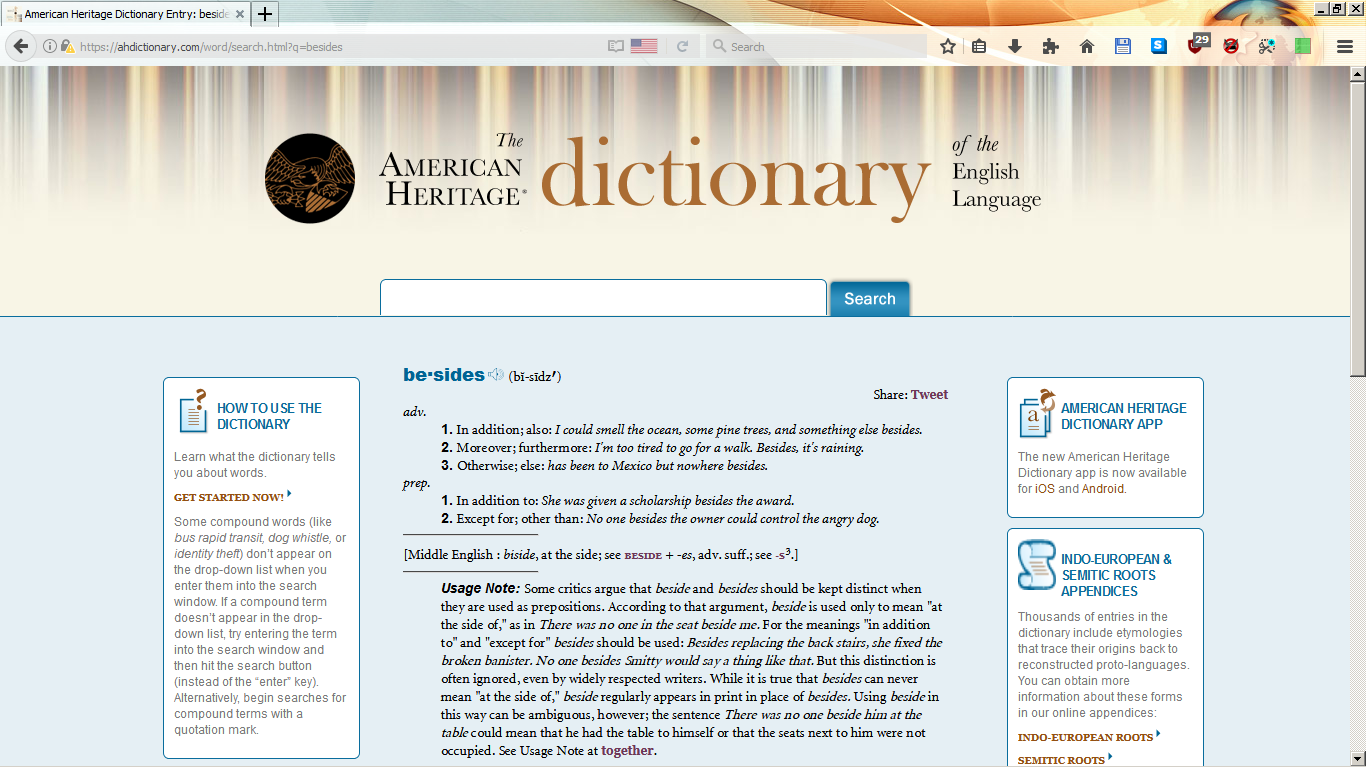 American Heritage Dictionary Entry: beside
https://ahdictionary.com/word/search.html?q=besides
Search
29
The
AMERICAN
HERITAGE®
dictionary
of the
English
Language
Search
HOW TO USE THE
DICTIONARY
Learn what the dictionary tells
you about words.
GET STARTED NOW!
Some compound words (like
bus rapid transit, dog whistle, or
identity theft) don't appear on
the drop-down list when you
enter them into the search
window. If a compound term
doesn't appear in the drop-
down list, try entering the term
into the search window and
then hit the search button
(instead of the “enter” key).
Alternatively, begin searches for
compound terms with a
quotation mark.
be·sides (bĭ-sīdz′)
Share: Tweet
adv.
1. In addition; also: I could smell the ocean, some pine trees, and something else besides.
2. Moreover; furthermore: I'm too tired to go for a walk. Besides, it's raining.
3. Otherwise; else: has been to Mexico but nowhere besides.
prep.
1. In addition to: She was given a scholarship besides the award.
2. Except for; other than: No one besides the owner could control the angry dog.
[Middle English : biside, at the side; see BESIDE + -es, adv. suff.; see -S³.]
Usage Note: Some critics argue that beside and besides should be kept distinct when
they are used as prepositions. According to that argument, beside is used only to mean "at
the side of," as in There was no one in the seat beside me. For the meanings "in addition
to" and "except for" besides should be used: Besides replacing the back stairs, she fixed the
broken banister. No one besides Smitty would say a thing like that. But this distinction is
often ignored, even by widely respected writers. While it is true that besides can never
mean "at the side of," beside regularly appears in print in place of besides. Using beside in
this way can be ambiguous, however; the sentence There was no one beside him at the
table could mean that he had the table to himself or that the seats next to him were not
occupied. See Usage Note at together.
AMERICAN HERITAGE
DICTIONARY APP
The new American Heritage
Dictionary app is now available
for iOS and Android.
INDO-EUROPEAN &
SEMITIC ROOTS
APPENDICES
Thousands of entries in the
dictionary include etymologies
that trace their origins back to
reconstructed proto-languages.
You can obtain more
information about these forms
in our online appendices:
INDO-EUROPEAN ROOTS
SEMITIC ROOTS